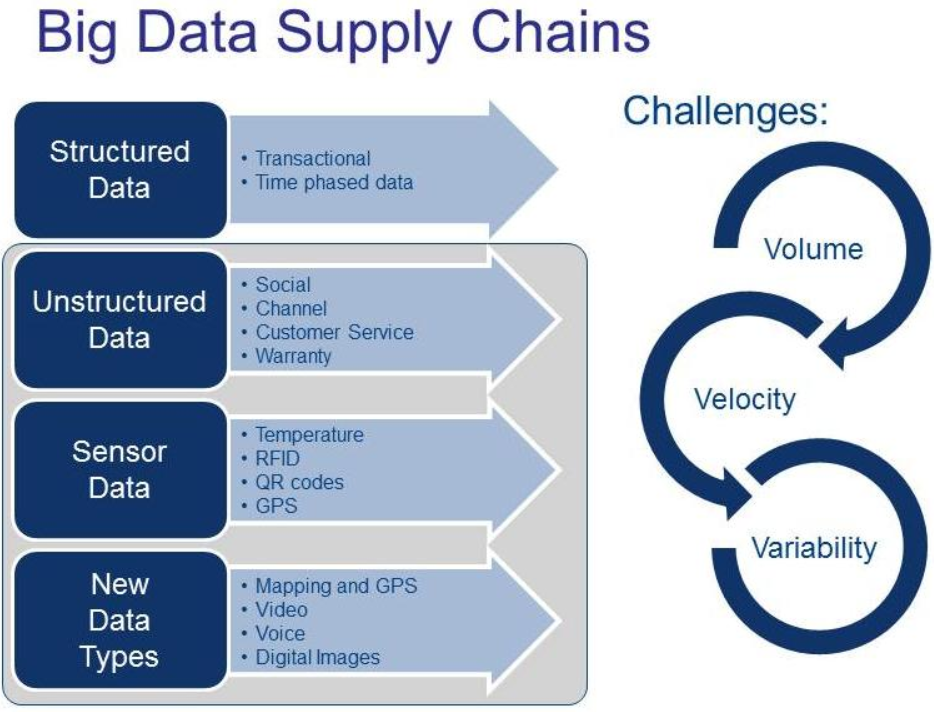 Big Data Supply Chains
Structured
Data
• Transactional
• Time phased data
Unstructured
Data
• Social
• Channel
• Customer Service
• Warranty
Sensor
Data
• Temperature
• RFID
• QR codes
• GPS
New
Data
Types
• Mapping and GPS
• Video
• Voice
• Digital Images
Challenges:
Volume
Velocity
Variability